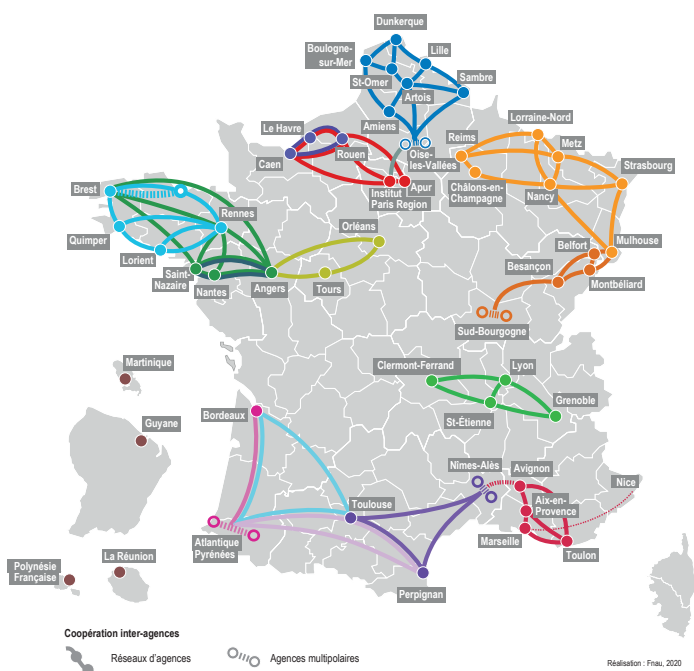 Dunkerque
Boulogne-
sur-Mer
Lille
St-Omer
Sambre
Artois
Amiens
Le Havre
Lorraine-Nord
Reims
Oise-
les-Vallées
Metz
Caen
Rouen
Strasbourg
Institut
Paris Region
Apur
Châlons-en-
Champagne
Nancy
Brest
Rennes
Orléans
Quimper
Lorient
Belfort
Mulhouse
Besançon
Saint-
Nazaire
Nantes
Angers
Tours
Montbéliard
Sud-Bourgogne
Martinique
Clermont-Ferrand
Lyon
Guyane
Bordeaux
Grenoble
St-Étienne
Nîmes-Alès
Avignon
Nice
Toulouse
Aix-en-
Provence
Atlantique
Pyrénées
Marseille
Toulon
Polynésie
Française
La Réunion
Perpignan
Coopération inter-agences
Réseaux d'agences
Agences multipolaires
Réalisation : Fnau, 2020